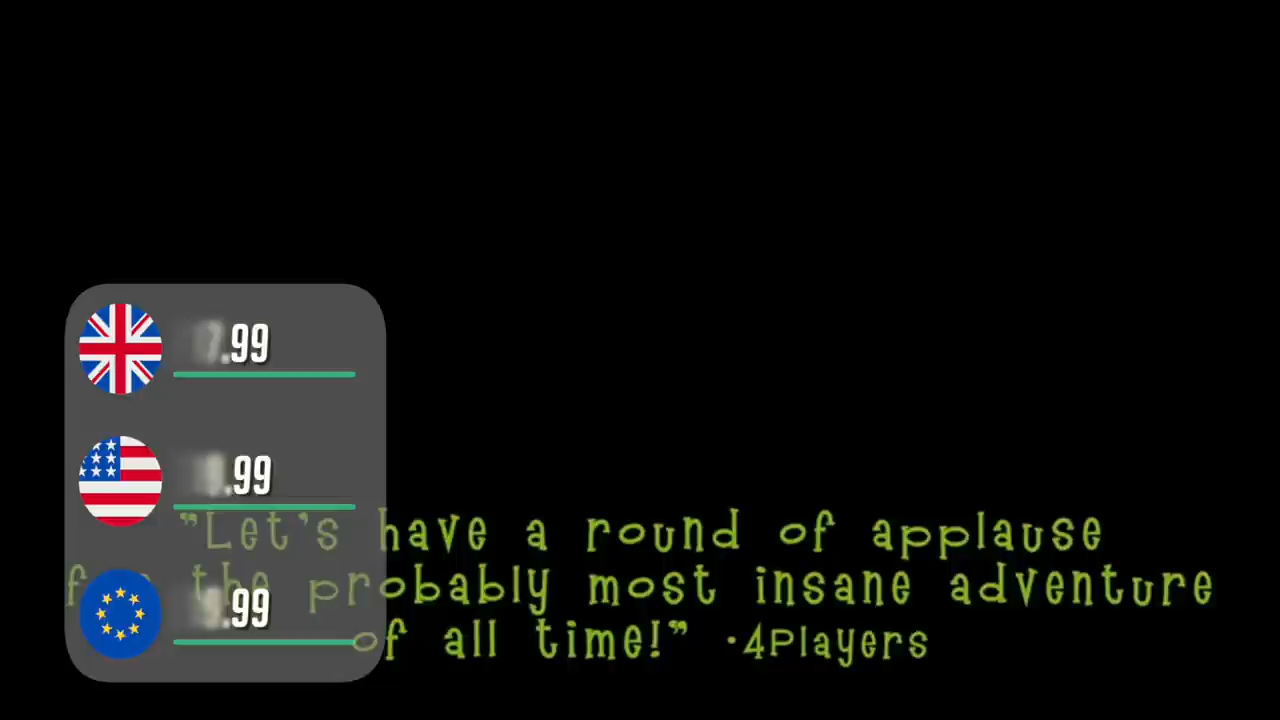 .99
.99
.99
"Let's have a round of applause
the probably most insane adventure
of all time!" -4Players